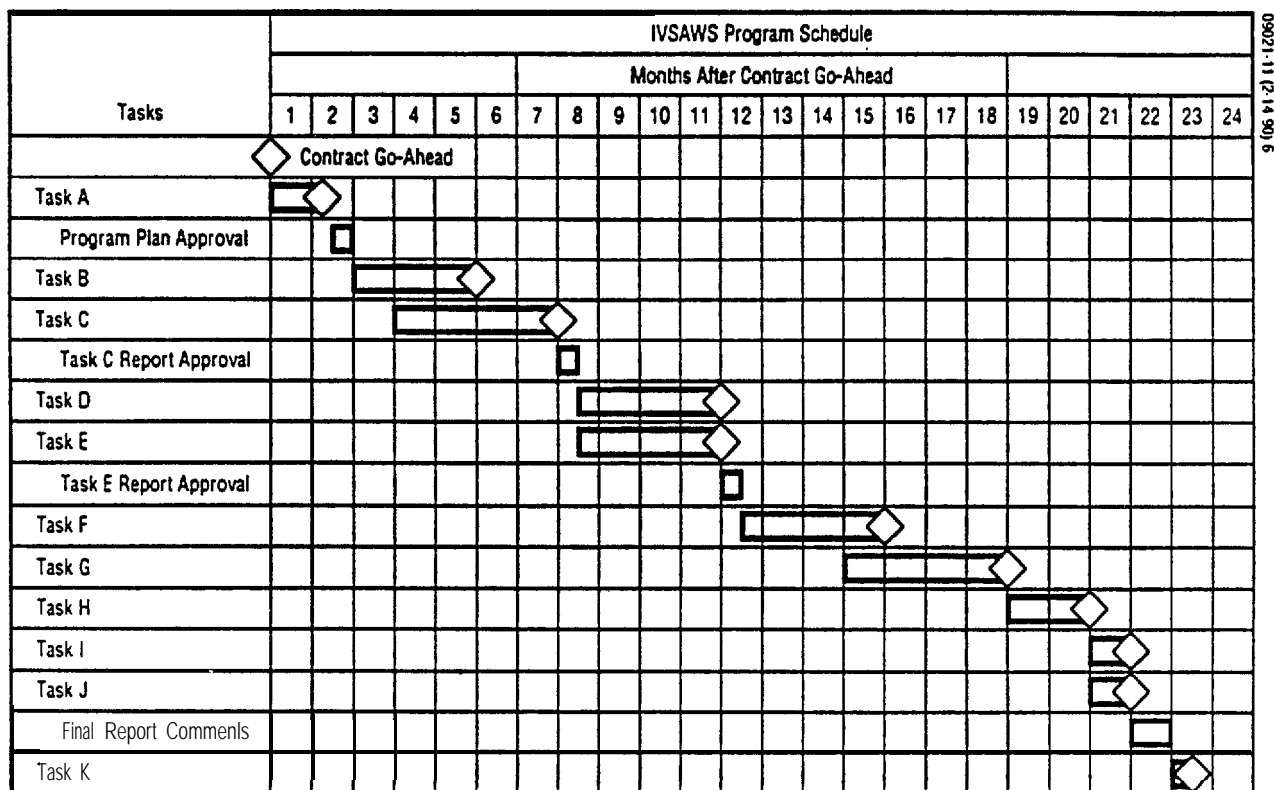 IVSAWS Program Schedule
Months After Contract Go-Ahead
Tasks 1 2 3 4 5 6 7 8 9 10 11 12 13 14 15 16 17 18 19 20 21 22 23 24
Contract Go-Ahead
Task A
Program Plan Approval
Task B
Task C
Task C Report Approval
Task D
Task E
Task E Report Approval
Task F
Task G
Task H
Task I
Task J
Final Report Commenls
Task K
09021-11 (2-14 90) 6